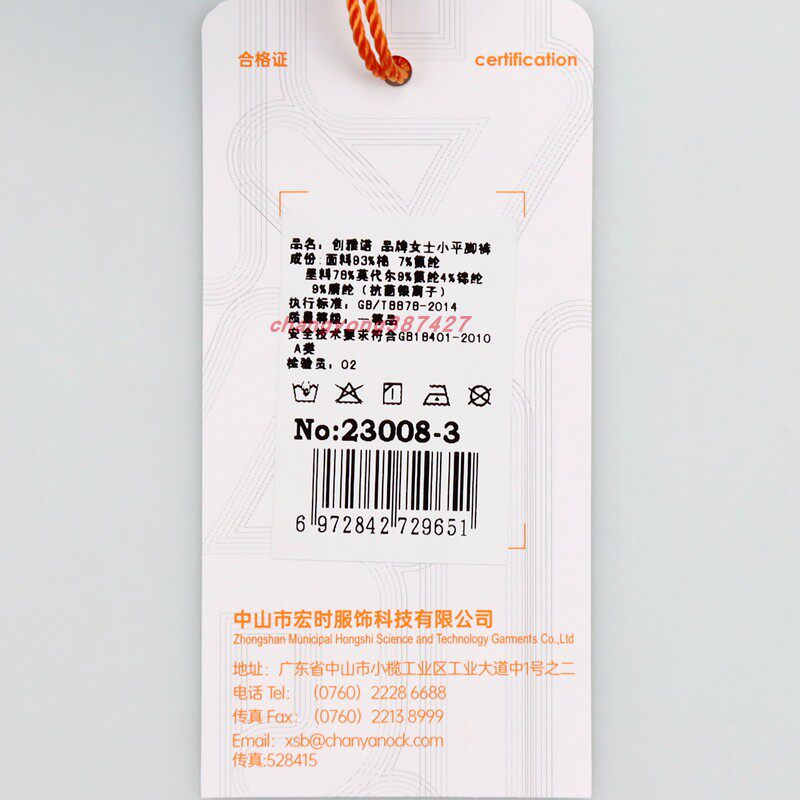 合格证
certification
品名: 创雅诺 品牌女士小平脚裤
成份: 面料93%棉 7%氨纶
里料78%莫代尔9%氨纶4%锦纶
9%腈纶 (抗菌银离子)
执行标准: GB/T8878-2014
质量等级: 一等品
changyong387427
安全技术要求符合GB18401-2010
A类
检验员: 02
No:23008-3
6 972842 729651
中山市宏时服饰科技有限公司
Zhongshan Municipal Hongshi Science and Technology Garments Co.,Ltd
地址: 广东省中山市小榄工业区工业大道中1号之二
电话 Tel: (0760) 2228 6688
传真 Fax: (0760) 2213 8999
Email: xsb@chanyanock.com
传真:528415